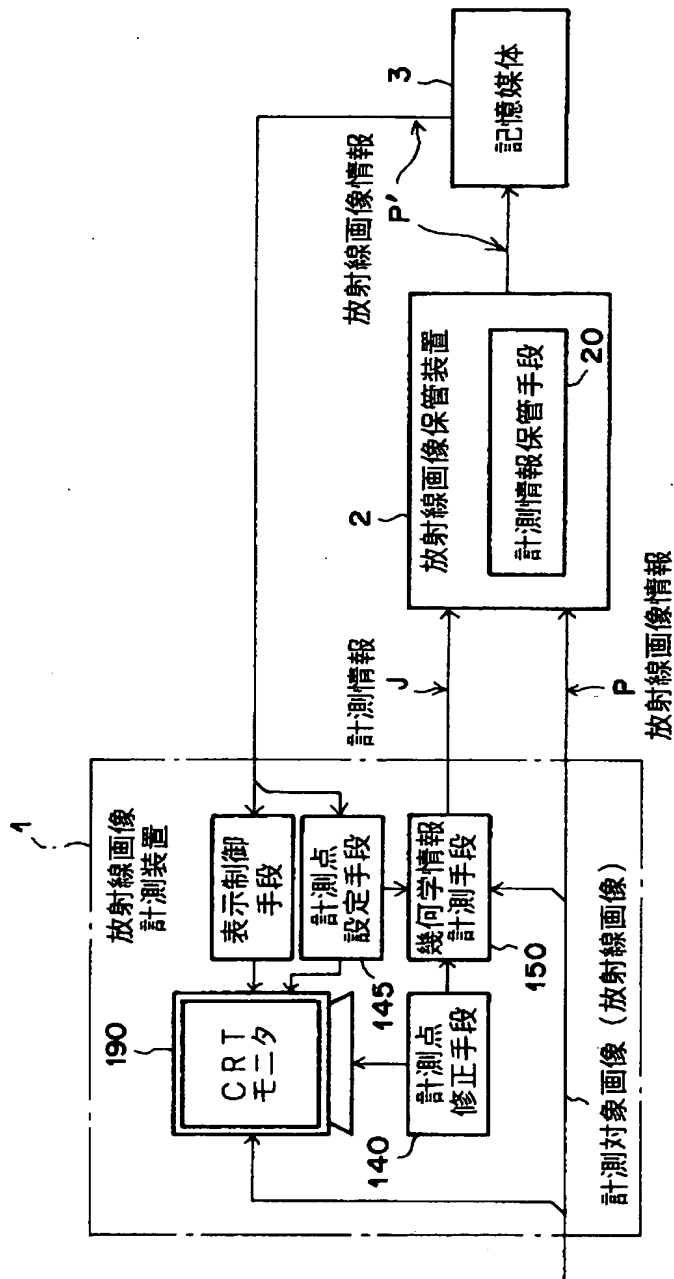 1
放射線画像
計測装置
190
CRT
モニタ
表示制御
手段
計測点
設定手段
145
計測点
修正手段
140
幾何学情報
計測手段
150
計測対象画像(放射線画像)
計測情報
J
P
放射線画像情報
2
放射線画像保管装置
計測情報保管手段
20
放射線画像情報
P'
3
記憶媒体